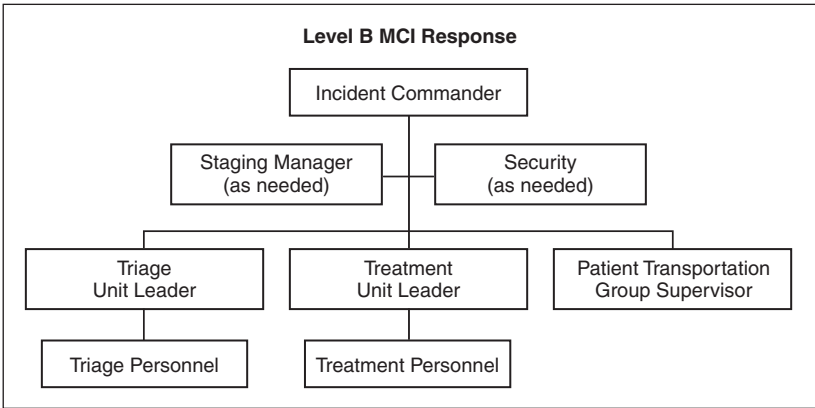 Level B MCI Response
Incident Commander
Staging Manager
(as needed)
Security
(as needed)
Triage
Unit Leader
Treatment
Unit Leader
Patient Transportation
Group Supervisor
Triage Personnel
Treatment Personnel